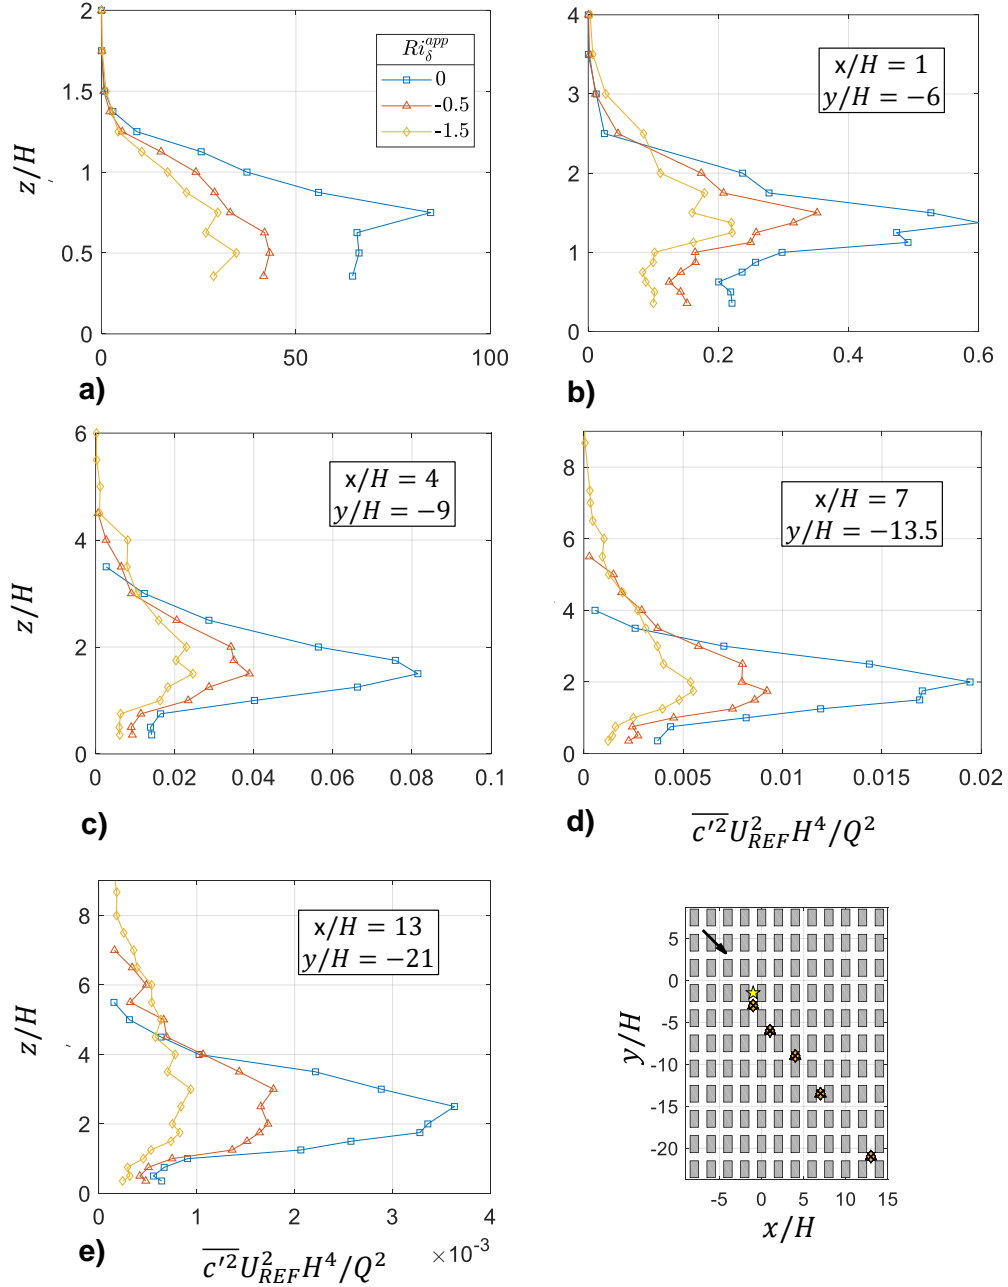 2
1.5
1
0.5
0
z/H
0
50
100
Ri_δ^app
0
-0.5
-1.5
a)
4
3
2
1
0
0
0.2
0.4
0.6
x/H = 1
y/H = −6
b)
6
4
2
0
z/H
0
0.02
0.04
0.06
0.08
0.1
x/H = 4
y/H = −9
c)
8
6
4
2
0
0
0.005
0.01
0.015
0.02
x/H = 7
y/H = −13.5
d)
c′² U²_REF H⁴/Q²
8
6
4
2
0
z/H
0
1
2
3
4
×10⁻³
x/H = 13
y/H = −21
e)
c′² U²_REF H⁴/Q²
5
0
-5
-10
-15
-20
y/H
-5
0
5
10
15
x/H